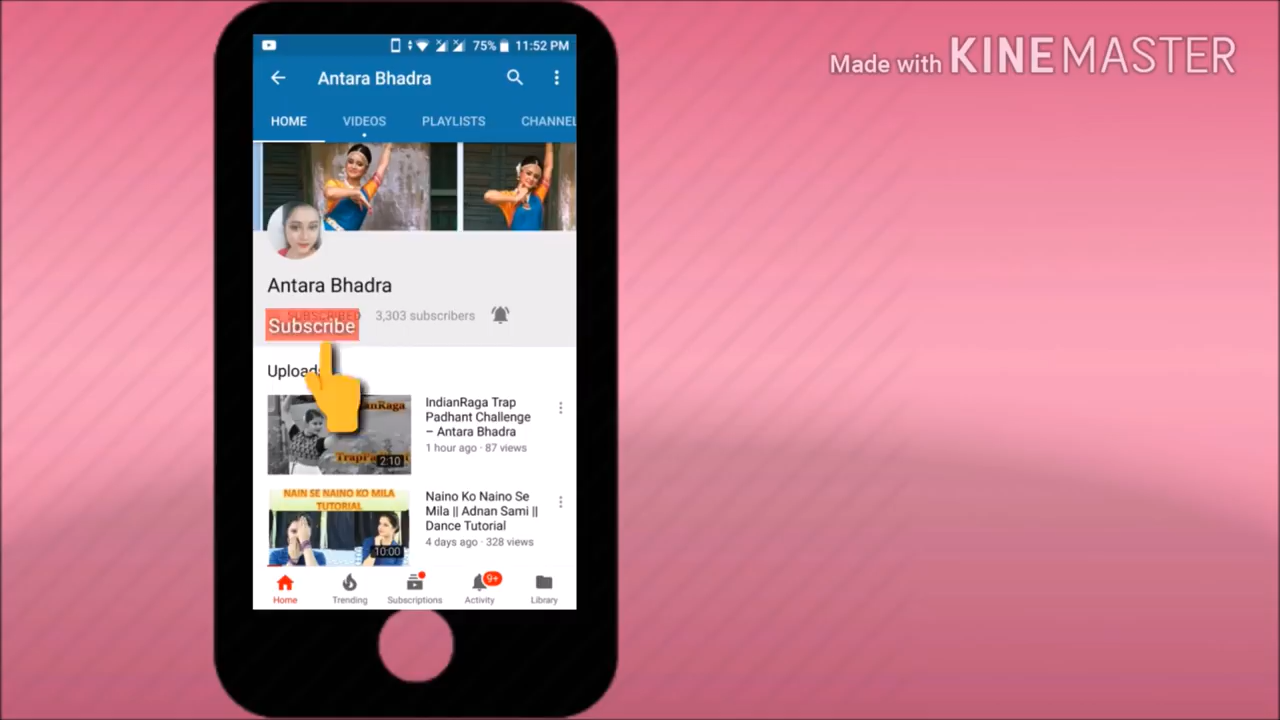 Made with KINEMASTER
75% 11:52 PM
Antara Bhadra
HOME VIDEOS PLAYLISTS CHANNEL
Antara Bhadra
SUBSCRIBED 3,303 subscribers
Subscribe
Uploads
IndianRaga Trap
Padhant Challenge
– Antara Bhadra
1 hour ago · 87 views
2:10
NAIN SE NAINO KO MILA
TUTORIAL
Naino Ko Naino Se
Mila || Adnan Sami ||
Dance Tutorial
4 days ago · 328 views
10:00
9+
Home Trending Subscriptions Activity Library